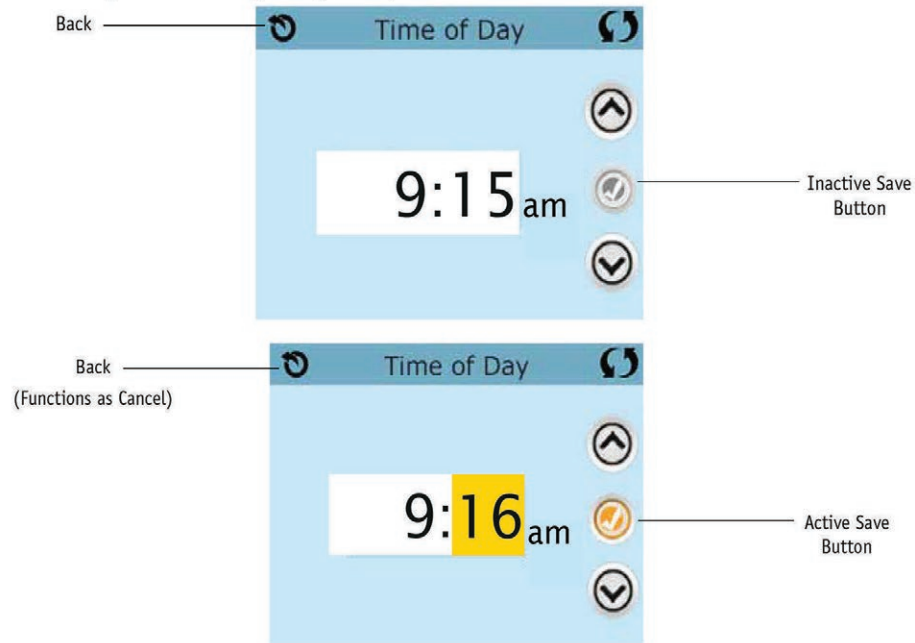 Back
Time of Day
9:15 am
Inactive Save
Button
Back
(Functions as Cancel)
Time of Day
9:16 am
Active Save
Button